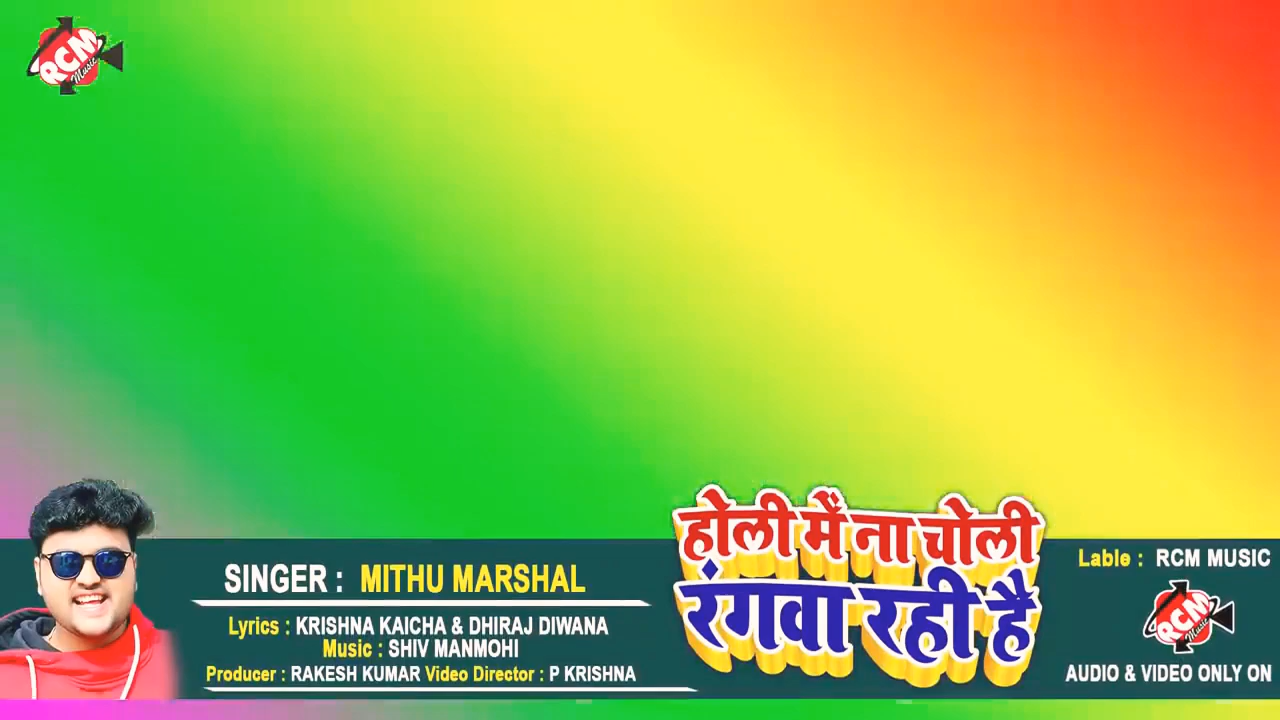 RCM
Music
SINGER : MITHU MARSHAL
Lyrics : KRISHNA KAICHA & DHIRAJ DIWANA
Music : SHIV MANMOHI
Producer : RAKESH KUMAR Video Director : P KRISHNA
होली में ना चोली
रंगवा रही है
Lable : RCM MUSIC
RCM
Music
AUDIO & VIDEO ONLY ON